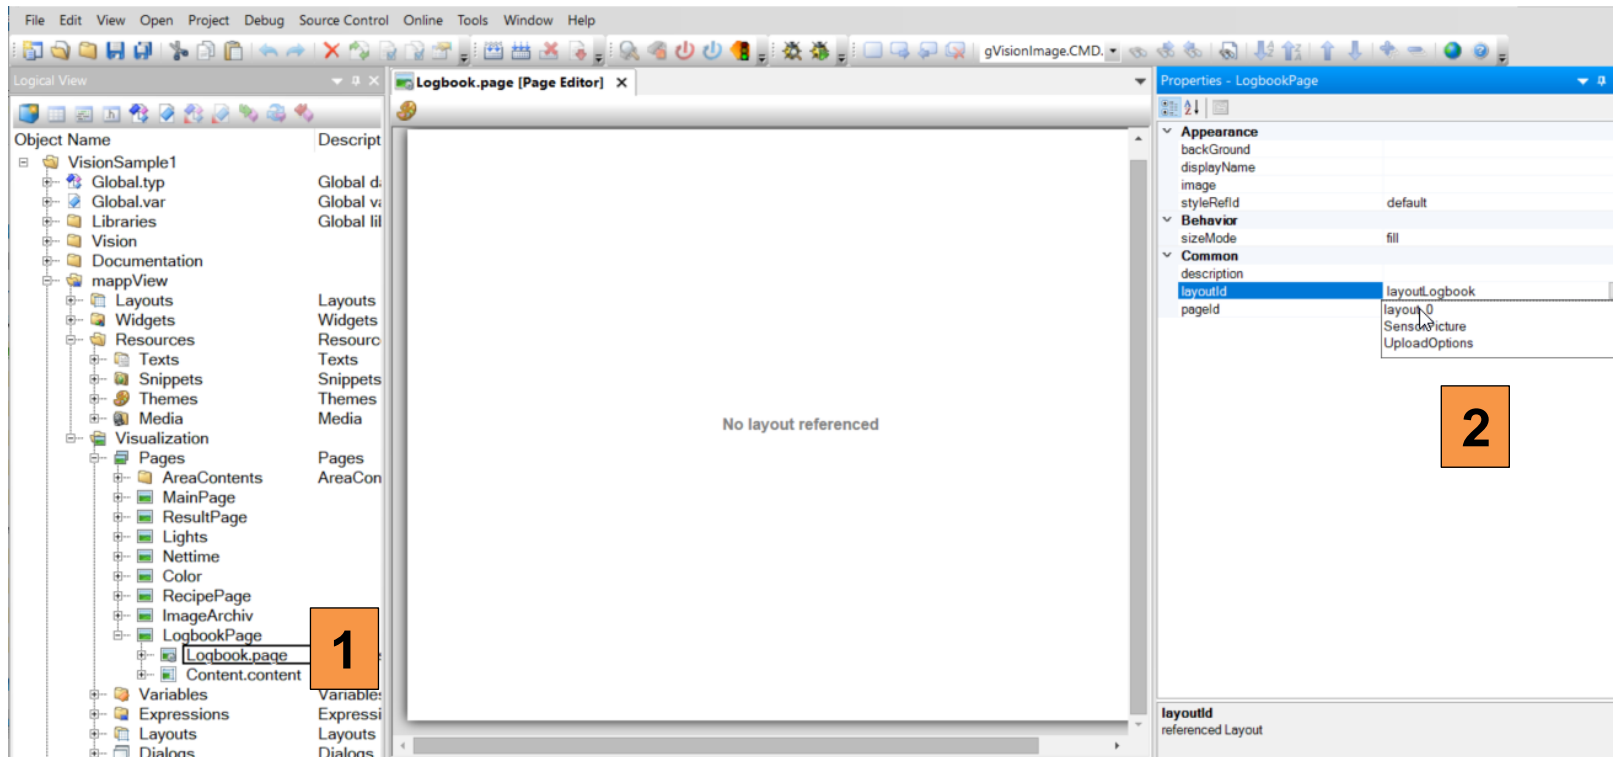 File Edit View Open Project Debug Source Control Online Tools Window Help
gVisionImage.CMD.
Logical View
Logbook.page [Page Editor]
Properties - LogbookPage
Object Name Descript
VisionSample1
Global.typ Global d
Global.var Global v
Libraries Global lil
Vision
Documentation
mappView
Layouts Layouts
Widgets Widgets
Resources Resourc
Texts Texts
Snippets Snippets
Themes Themes
Media Media
Visualization
Pages Pages
AreaContents AreaCon
MainPage
ResultPage
Lights
Nettime
Color
RecipePage
ImageArchiv
LogbookPage
Logbook.page
Content.content
Variables Variable
Expressions Expressi
Layouts Layouts
Dialogs Dialogs
1
No layout referenced
Appearance
backGround
displayName
image
styleRefId default
Behavior
sizeMode fill
Common
description
layoutId layoutLogbook
pageId
layout_0
SensorPicture
UploadOptions
2
layoutId
referenced Layout